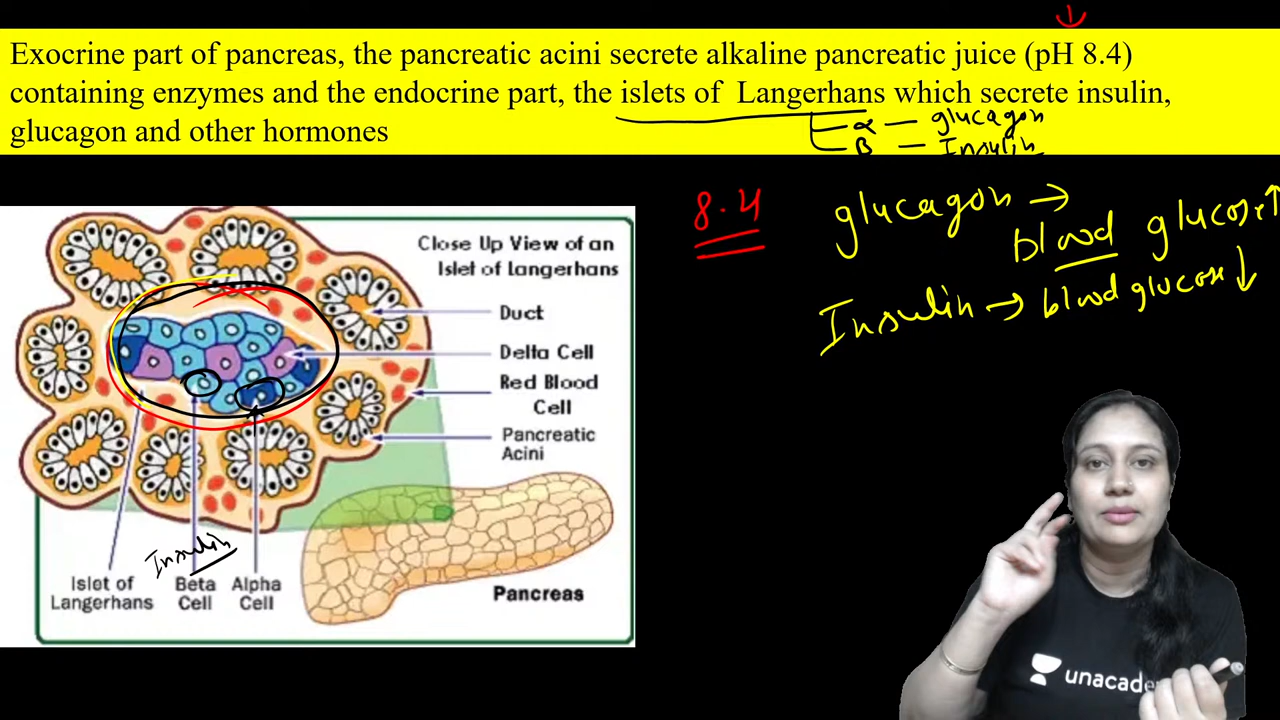 Exocrine part of pancreas, the pancreatic acini secrete alkaline pancreatic juice (pH 8.4)
containing enzymes and the endocrine part, the islets of Langerhans which secrete insulin,
glucagon and other hormones
α — glucagon
β — Insulin
8.4
glucagon →
blood glucose ↑
Insulin → blood glucose ↓
Close Up View of an
Islet of Langerhans
Duct
Delta Cell
Red Blood
Cell
Pancreatic
Acini
Insulin
Islet of
Langerhans
Beta
Cell
Alpha
Cell
Pancreas
unacade